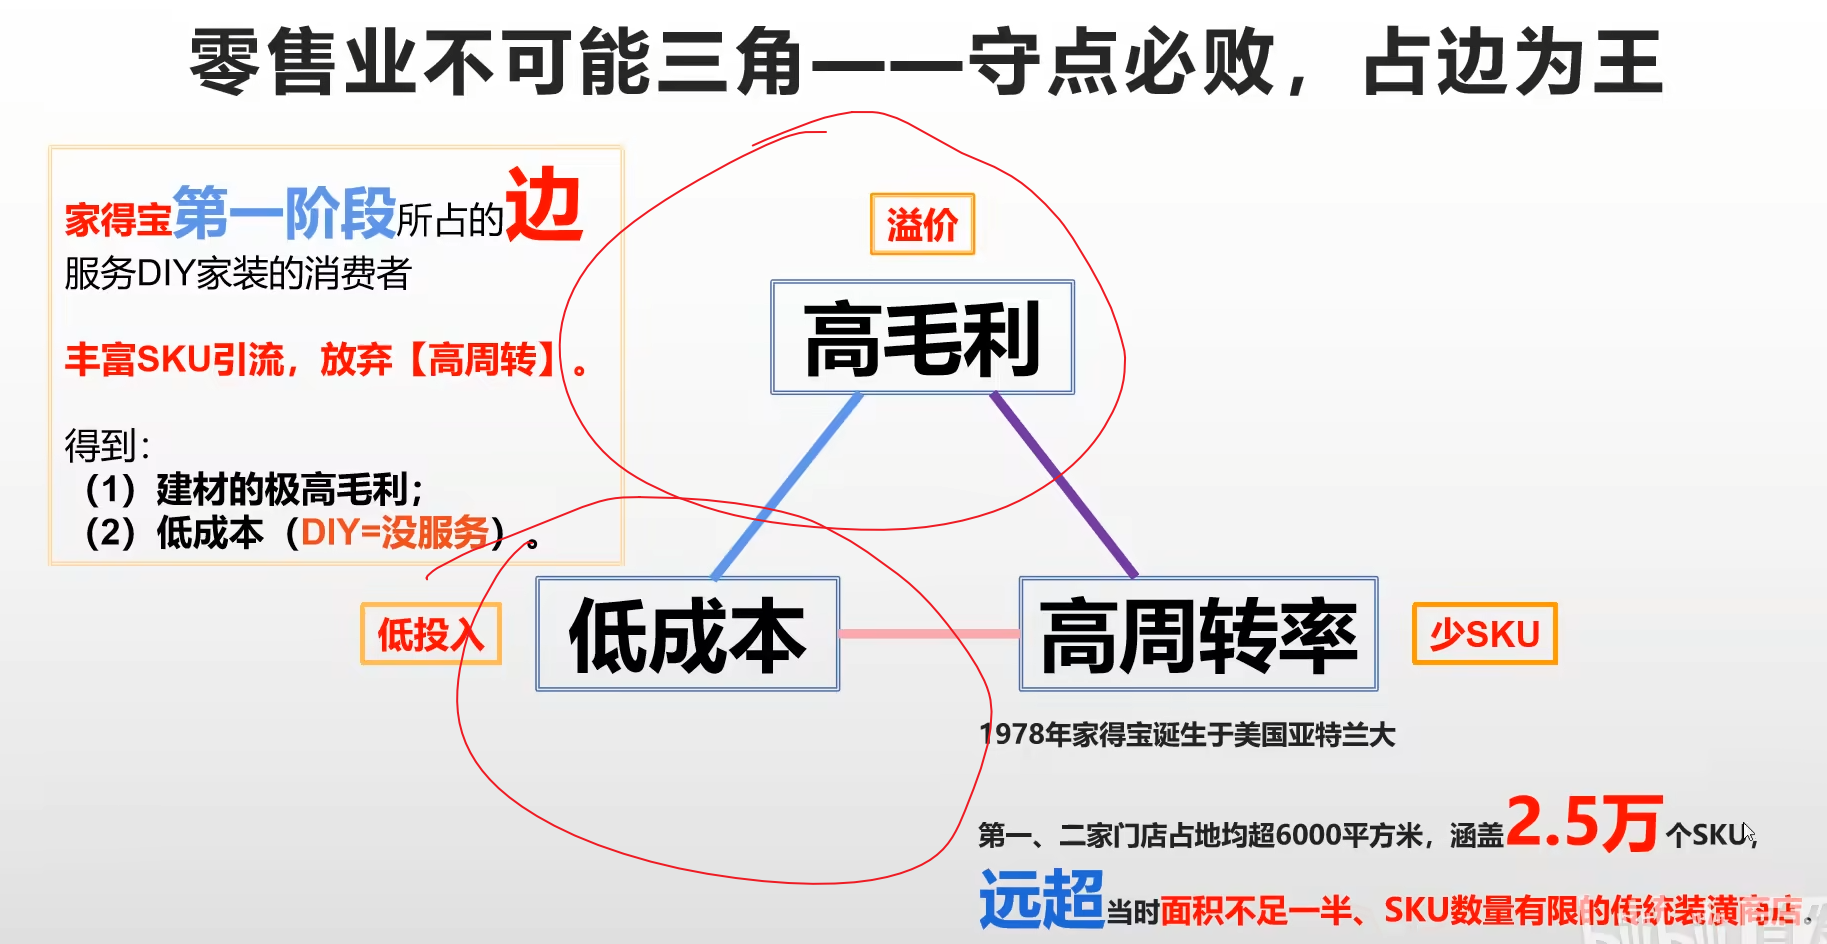 零售业不可能三角——守点必败，占边为王
家得宝第一阶段所占的边
服务DIY家装的消费者
丰富SKU引流，放弃【高周转】。
得到：
（1）建材的极高毛利；
（2）低成本（DIY=没服务）。
溢价
高毛利
低投入
低成本
高周转率
少SKU
1978年家得宝诞生于美国亚特兰大
第一、二家门店占地均超6000平方米，涵盖2.5万个SKU，
远超当时面积不足一半、SKU数量有限的传统装潢商店。